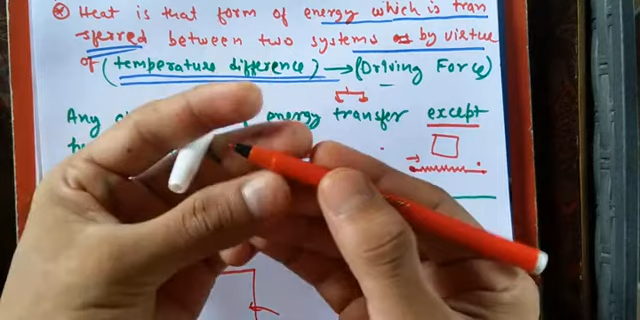 Heat is that form of energy which is tran
sferred between two systems by virtue
of (temperature difference) → (Driving Force)
Any energy transfer except